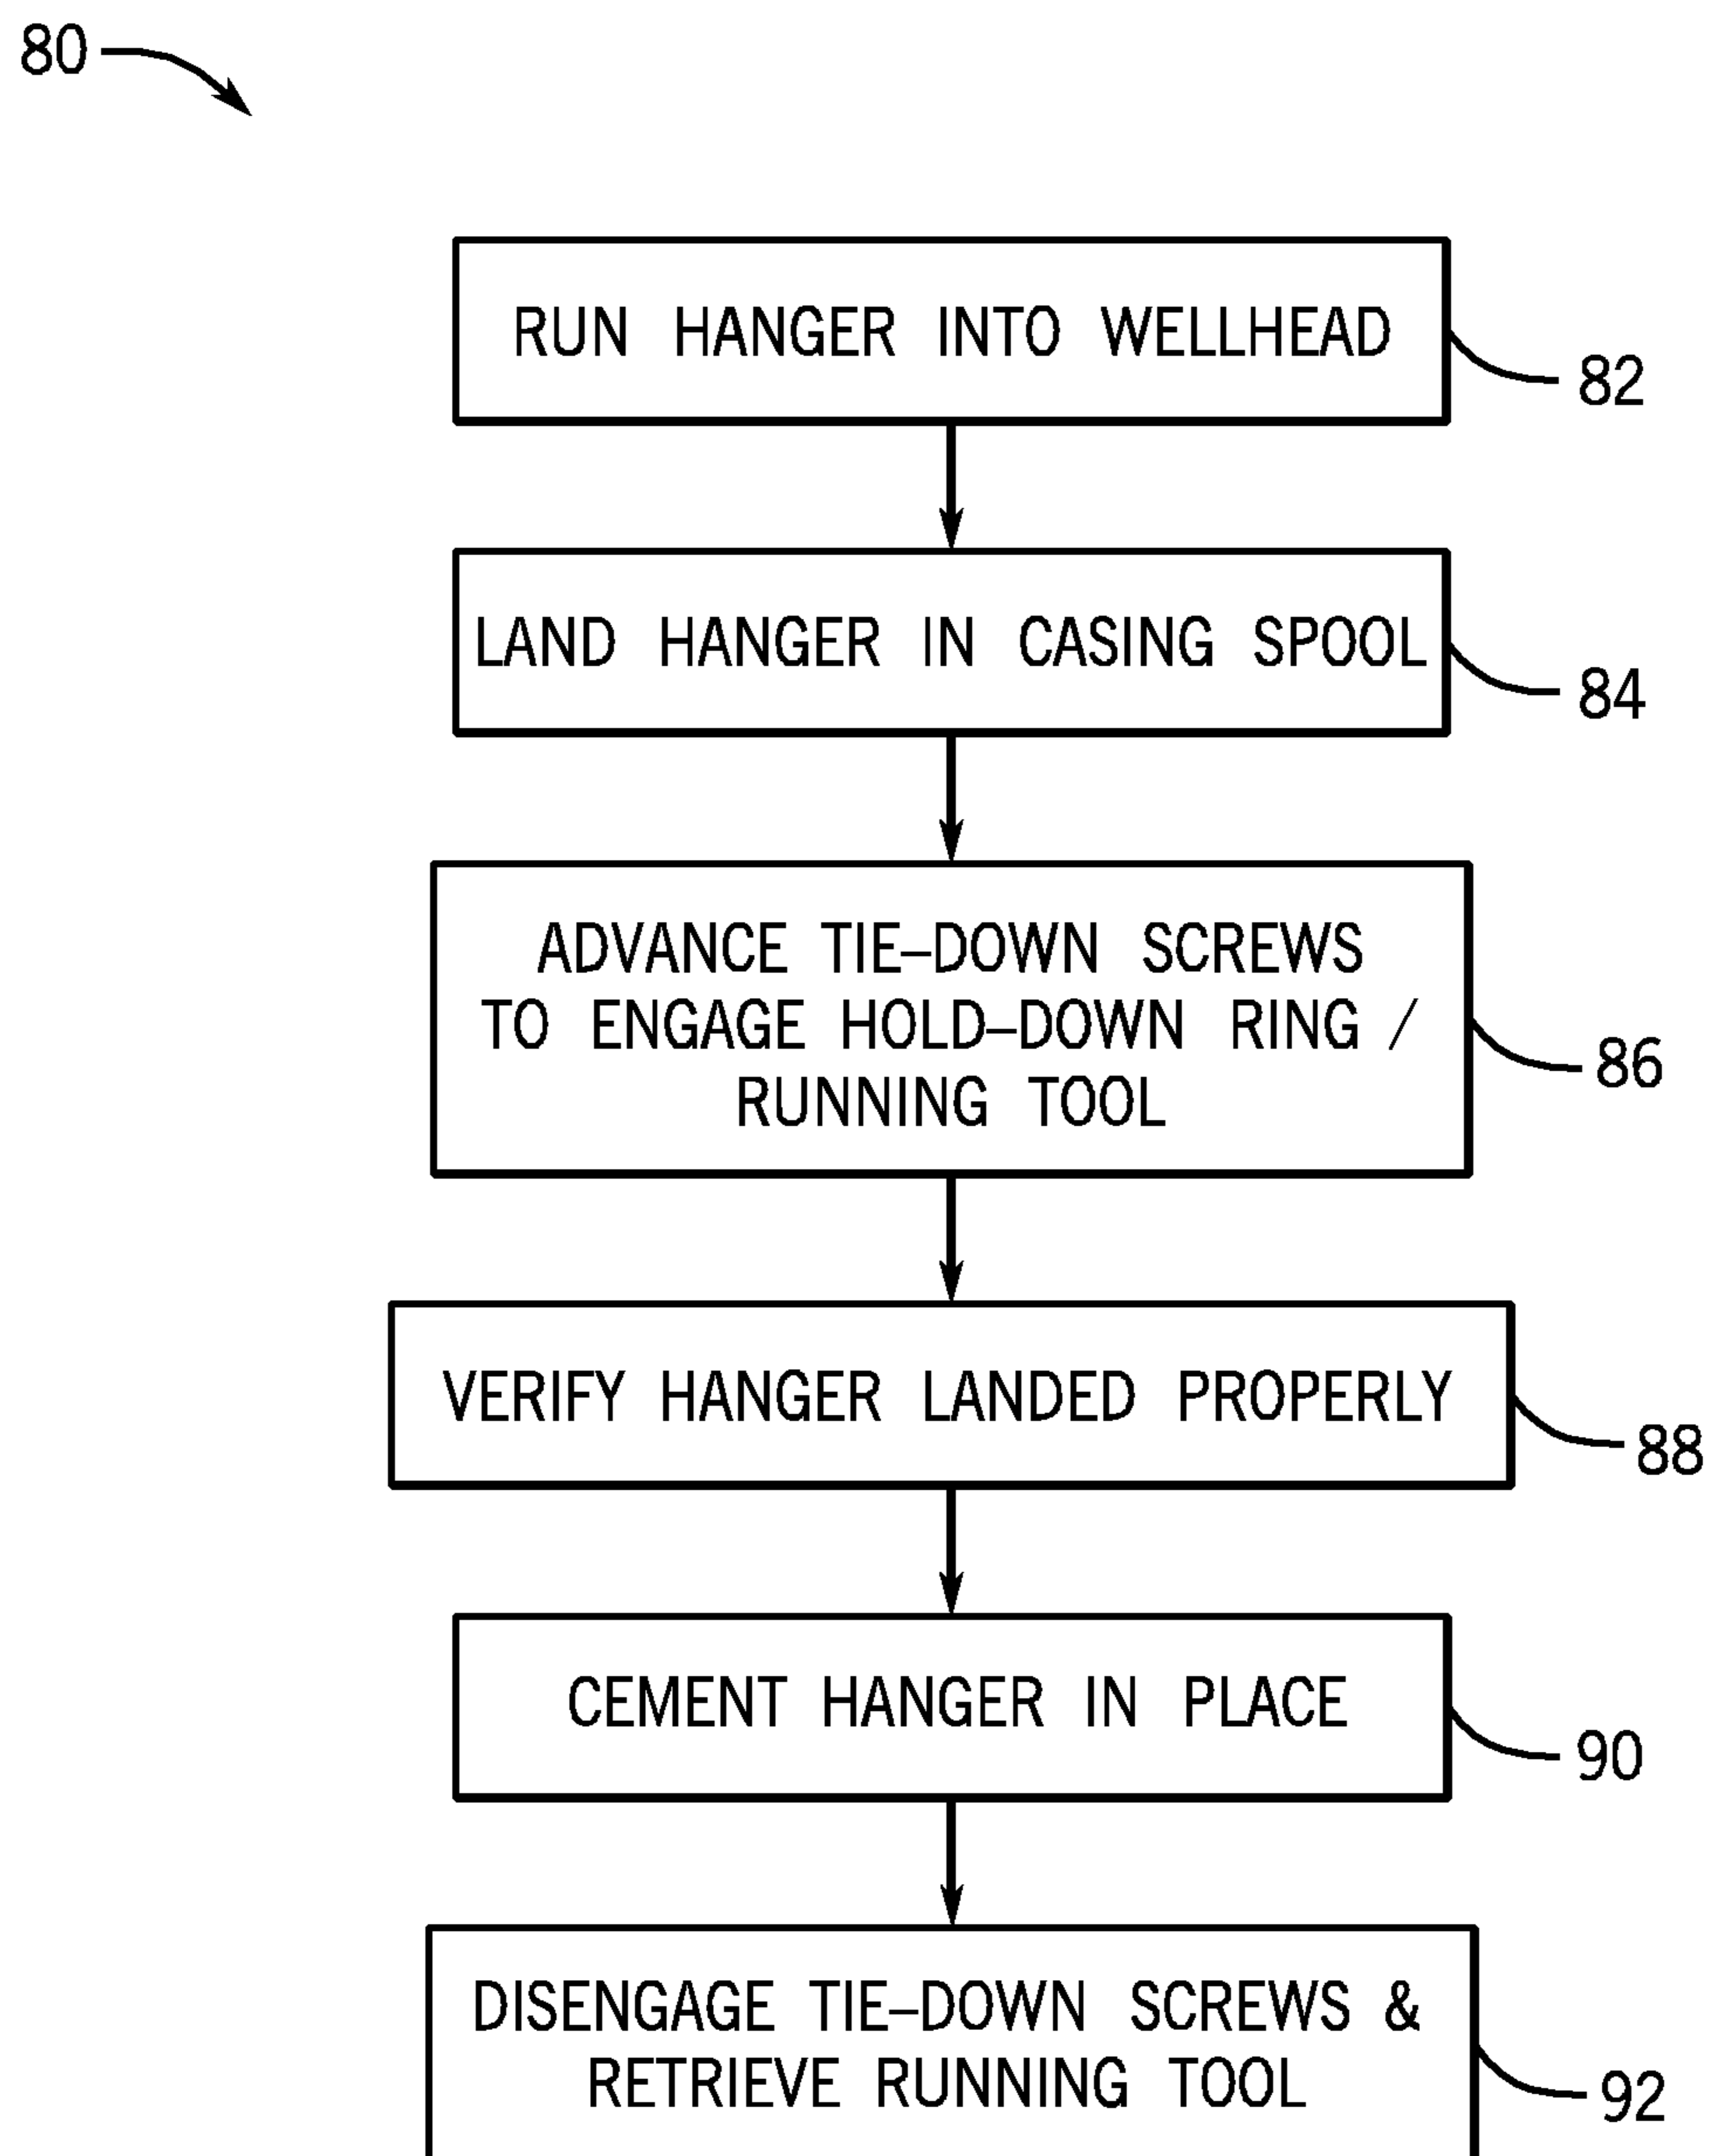 80
RUN HANGER INTO WELLHEAD
82
LAND HANGER IN CASING SPOOL
84
ADVANCE TIE–DOWN SCREWS
TO ENGAGE HOLD–DOWN RING /
RUNNING TOOL
86
VERIFY HANGER LANDED PROPERLY
88
CEMENT HANGER IN PLACE
90
DISENGAGE TIE–DOWN SCREWS &
RETRIEVE RUNNING TOOL
92